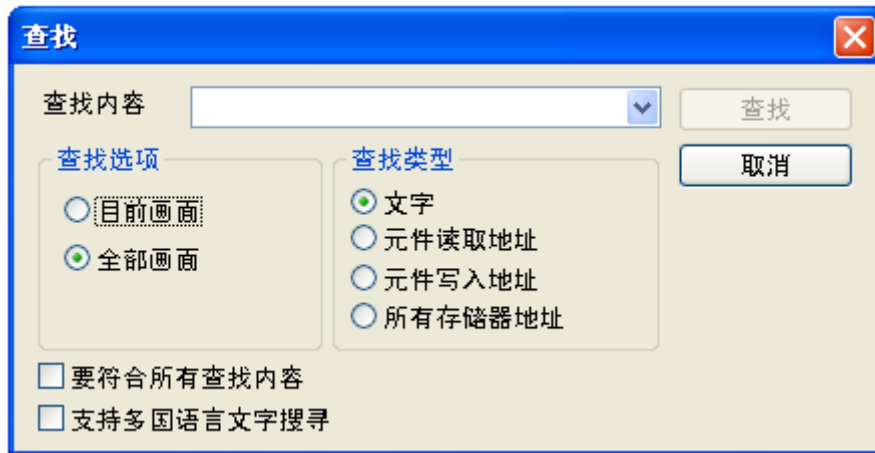 查找
查找内容
查找
取消
查找选项
目前画面
全部画面
查找类型
文字
元件读取地址
元件写入地址
所有存储器地址
要符合所有查找内容
支持多国语言文字搜寻